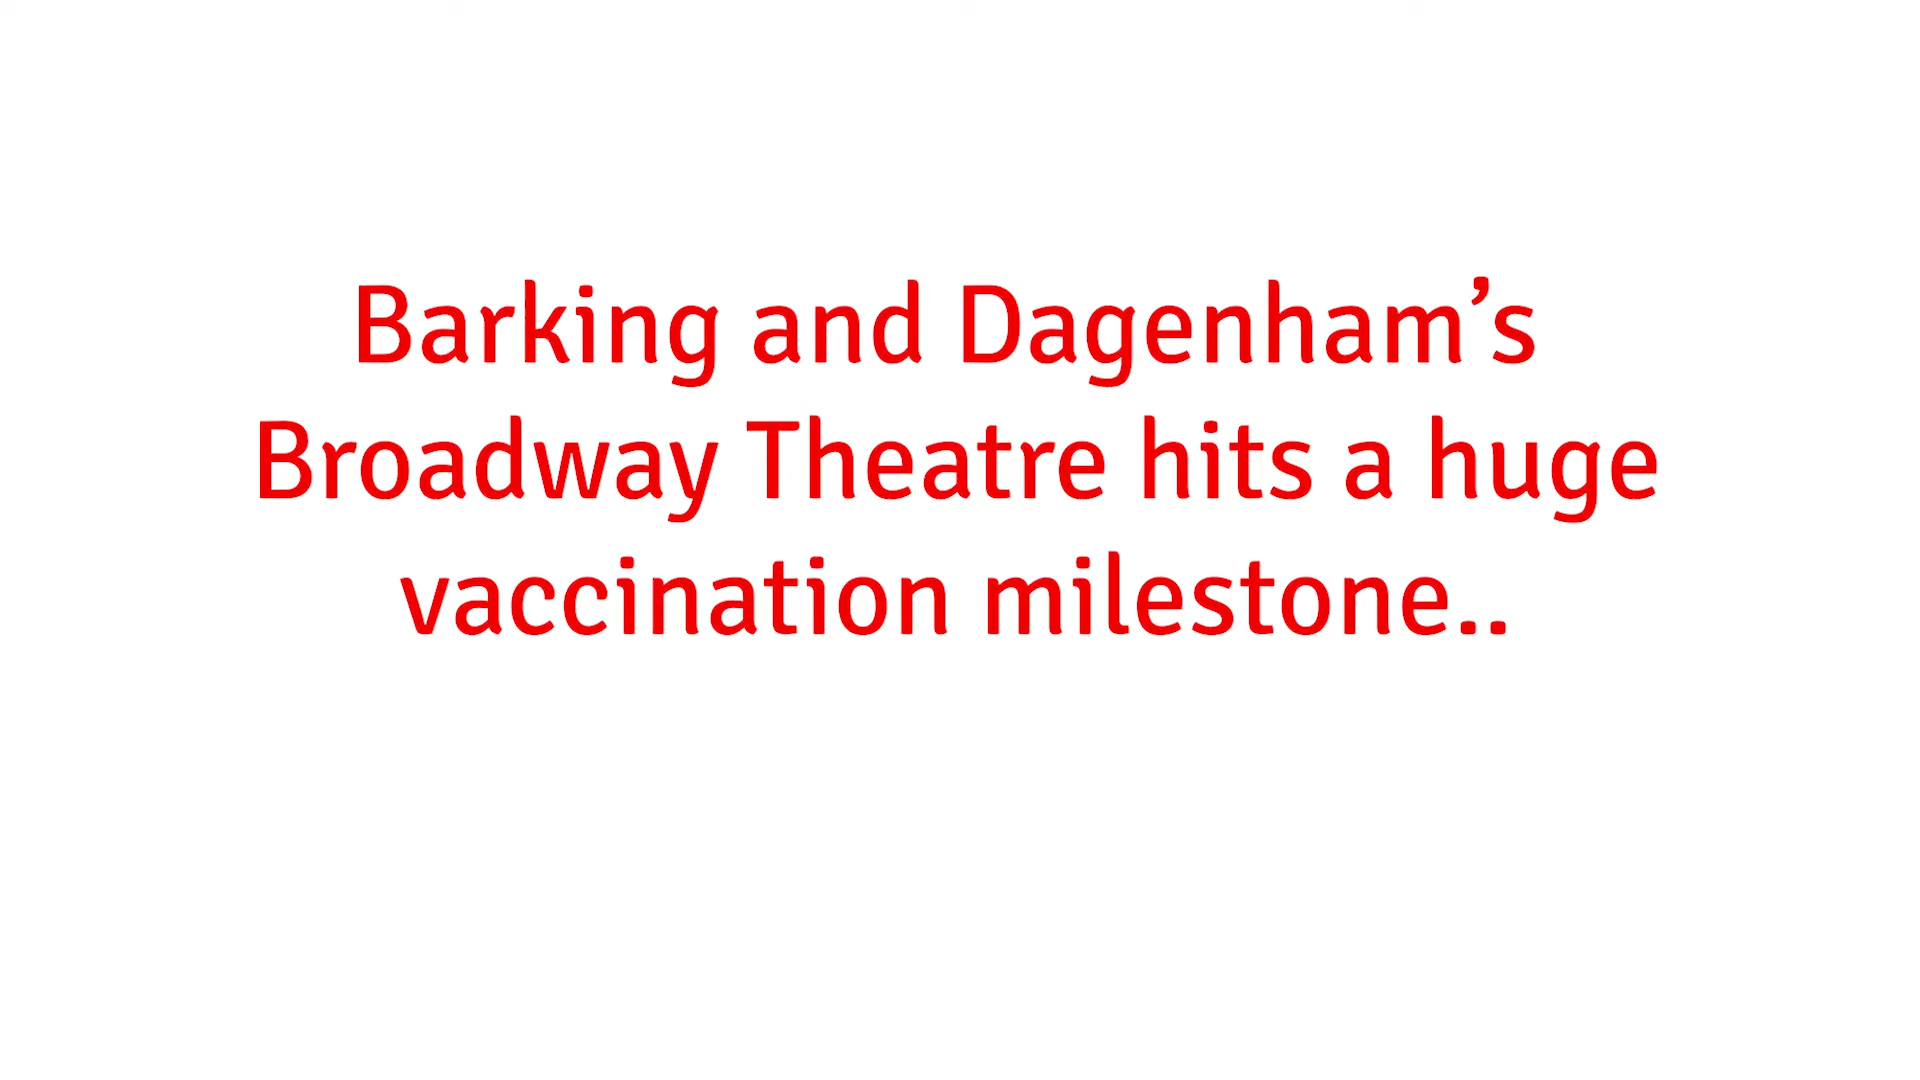 Barking and Dagenham’s
Broadway Theatre hits a huge
vaccination milestone..